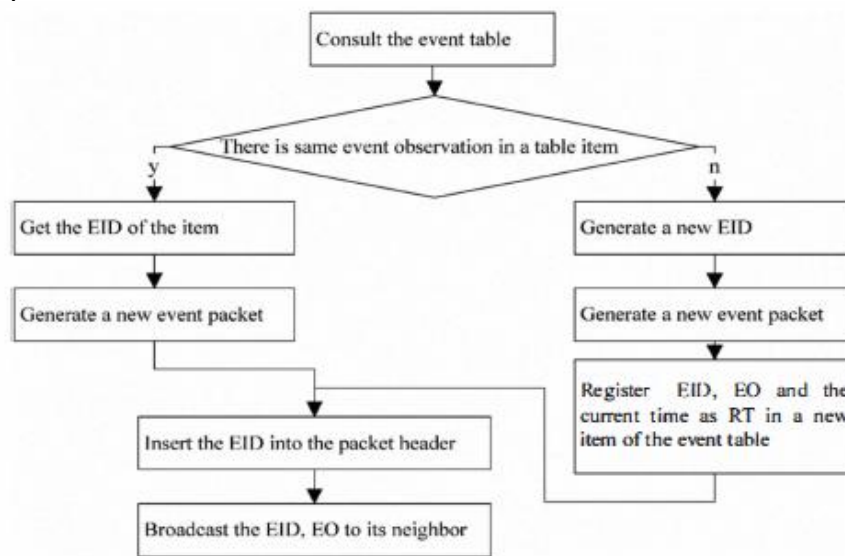 Consult the event table
There is same event observation in a table item
y
n
Get the EID of the item
Generate a new EID
Generate a new event packet
Generate a new event packet
Register EID, EO and the
current time as RT in a new
item of the event table
Insert the EID into the packet header
Broadcast the EID, EO to its neighbor